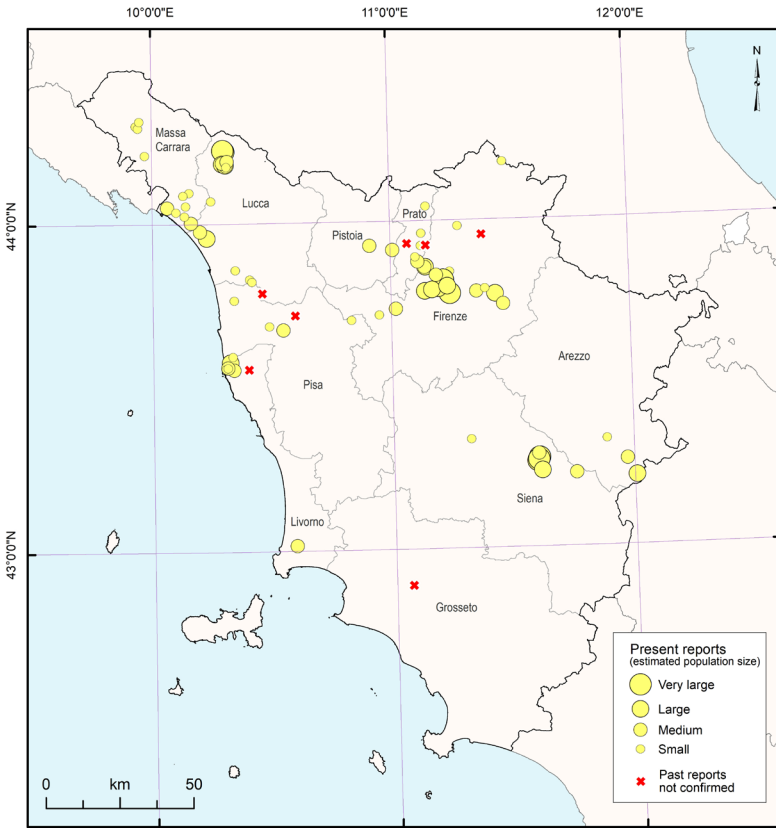 10°0'0"E
11°0'0"E
12°0'0"E
N
Massa
Carrara
Lucca
44°0'0"N
Prato
Pistoia
Firenze
Arezzo
Pisa
Siena
Livorno
43°0'0"N
Grosseto
Present reports
(estimated population size)
Very large
Large
Medium
Small
Past reports
not confirmed
0 km 50